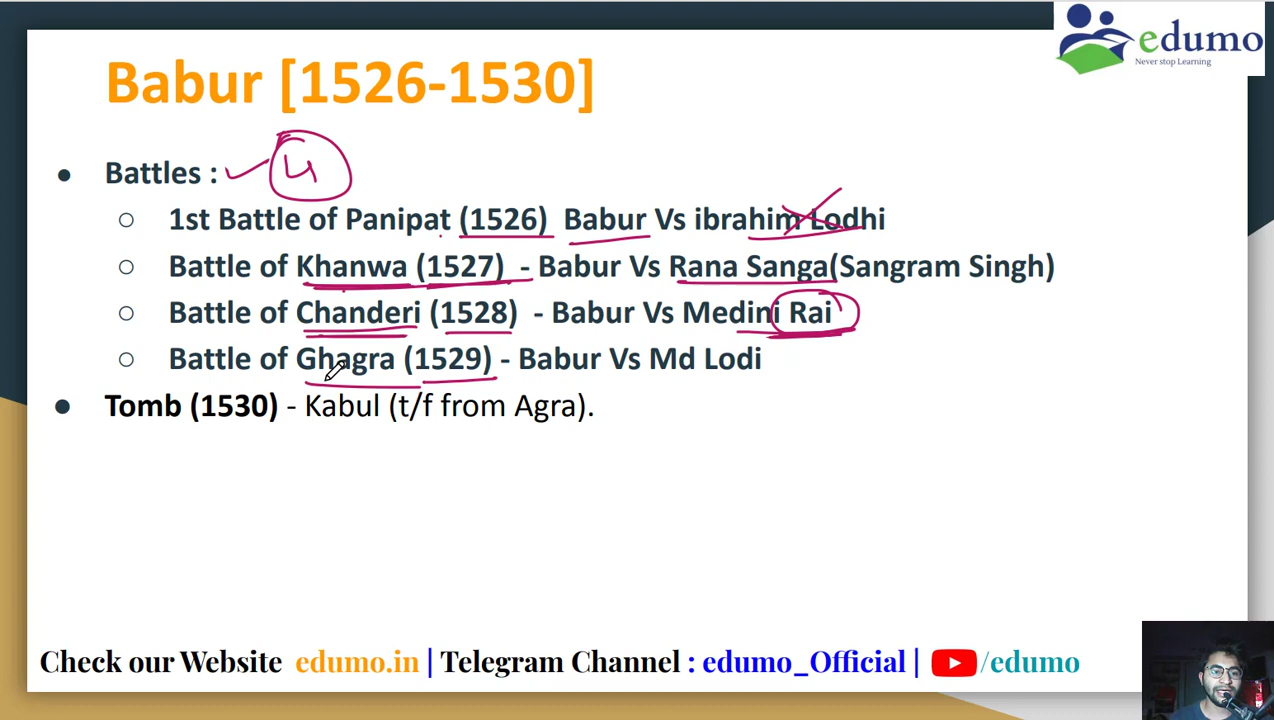 edumo
Never stop Learning
Babur [1526-1530]
● Battles : 4
○ 1st Battle of Panipat (1526) Babur Vs ibrahim Lodhi
○ Battle of Khanwa (1527) - Babur Vs Rana Sanga(Sangram Singh)
○ Battle of Chanderi (1528) - Babur Vs Medini Rai
○ Battle of Ghagra (1529) - Babur Vs Md Lodi
● Tomb (1530) - Kabul (t/f from Agra).
Check our Website edumo.in | Telegram Channel : edumo_Official | /edumo